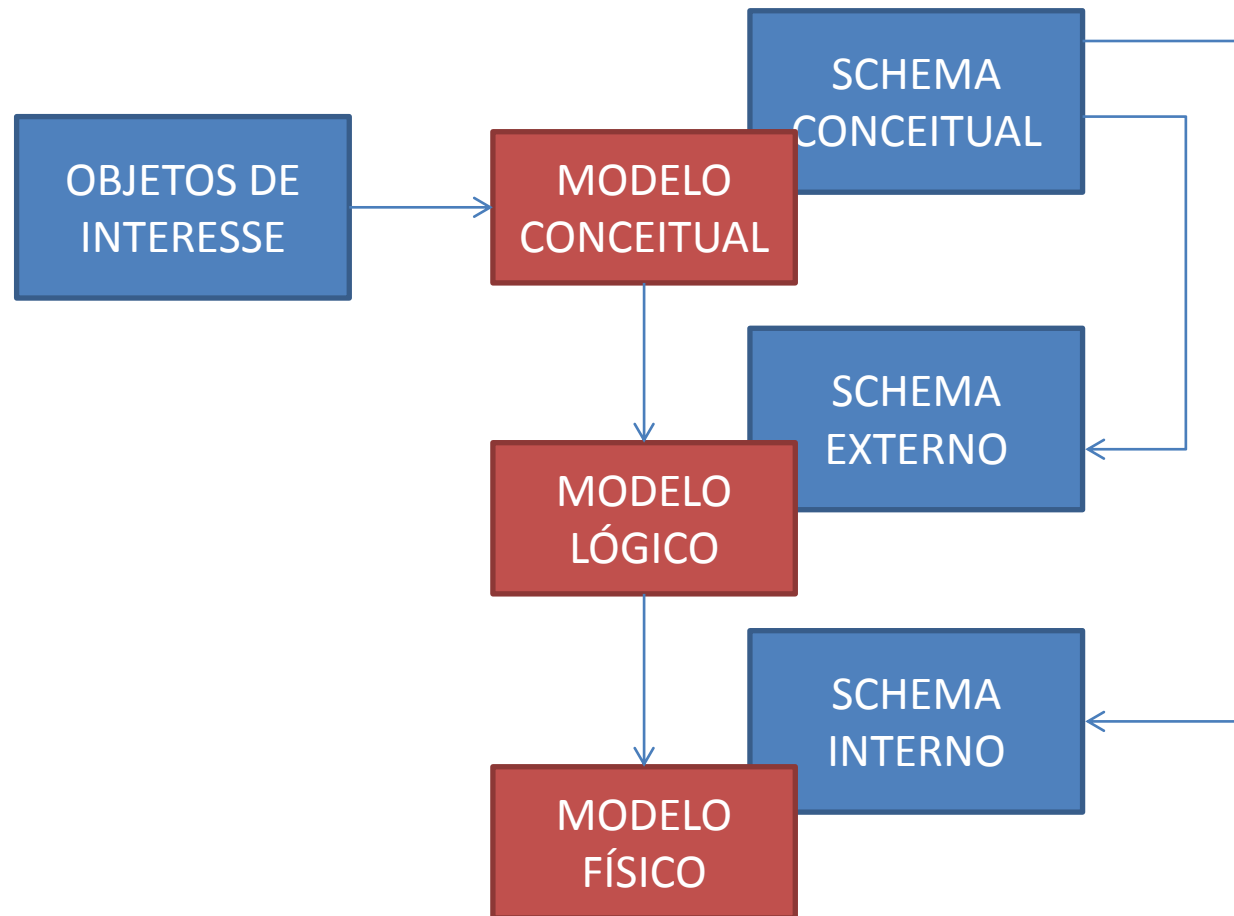 OBJETOS DE
INTERESSE
MODELO
CONCEITUAL
SCHEMA
CONCEITUAL
SCHEMA
EXTERNO
MODELO
LÓGICO
SCHEMA
INTERNO
MODELO
FÍSICO